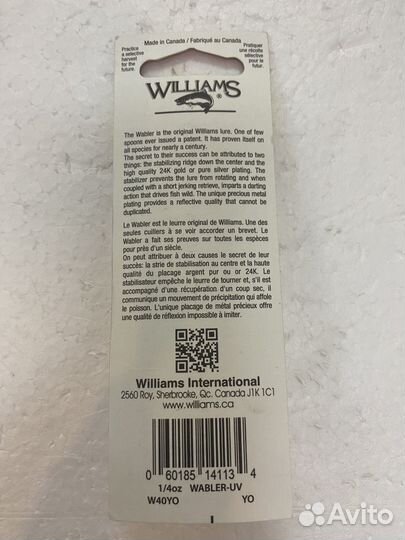 Made in Canada / Fabriqué au Canada
Practice
a selective
harvest
for the
future.
Pratiquer
une récolte
sélective
pour le
futur.
WILLIAMS
®
The Wabler is the original Williams lure. One of few
spoons ever issued a patent. It has proven itself on
all species for nearly a century.
The secret to their success can be attributed to two
things: the stabilizing ridge down the center and the
high quality 24K gold or pure silver plating. The
stabilizer prevents the lure from rotating and when
coupled with a short jerking retrieve, imparts a darting
action that drives fish wild. The unique precious metal
plating provides a reflective quality that cannot be
duplicated.
Le Wabler est le leurre original de Williams. Une des
seules cuillers à se voir accorder un brevet. Le
Wabler a fait ses preuves sur toutes les espèces
pour près d'un siècle.
On peut attribuer à deux causes le secret de leur
succès: la strie de stabilisation au centre et la haute
qualité du placage argent pur ou or 24K. Le
stabilisateur empêche le leurre de tourner et, s'il est
accompagné d'une récupération d'un coup sec, il
communique un mouvement de précipitation qui affole
le poisson. L'unique placage de métal précieux offre
une qualité de réflexion impossible à imiter.
Williams International
2560 Roy, Sherbrooke, Qc. Canada J1K 1C1
www.williams.ca
0 60185 14113 4
1/4oz WABLER-UV
W40YO YO
Avito